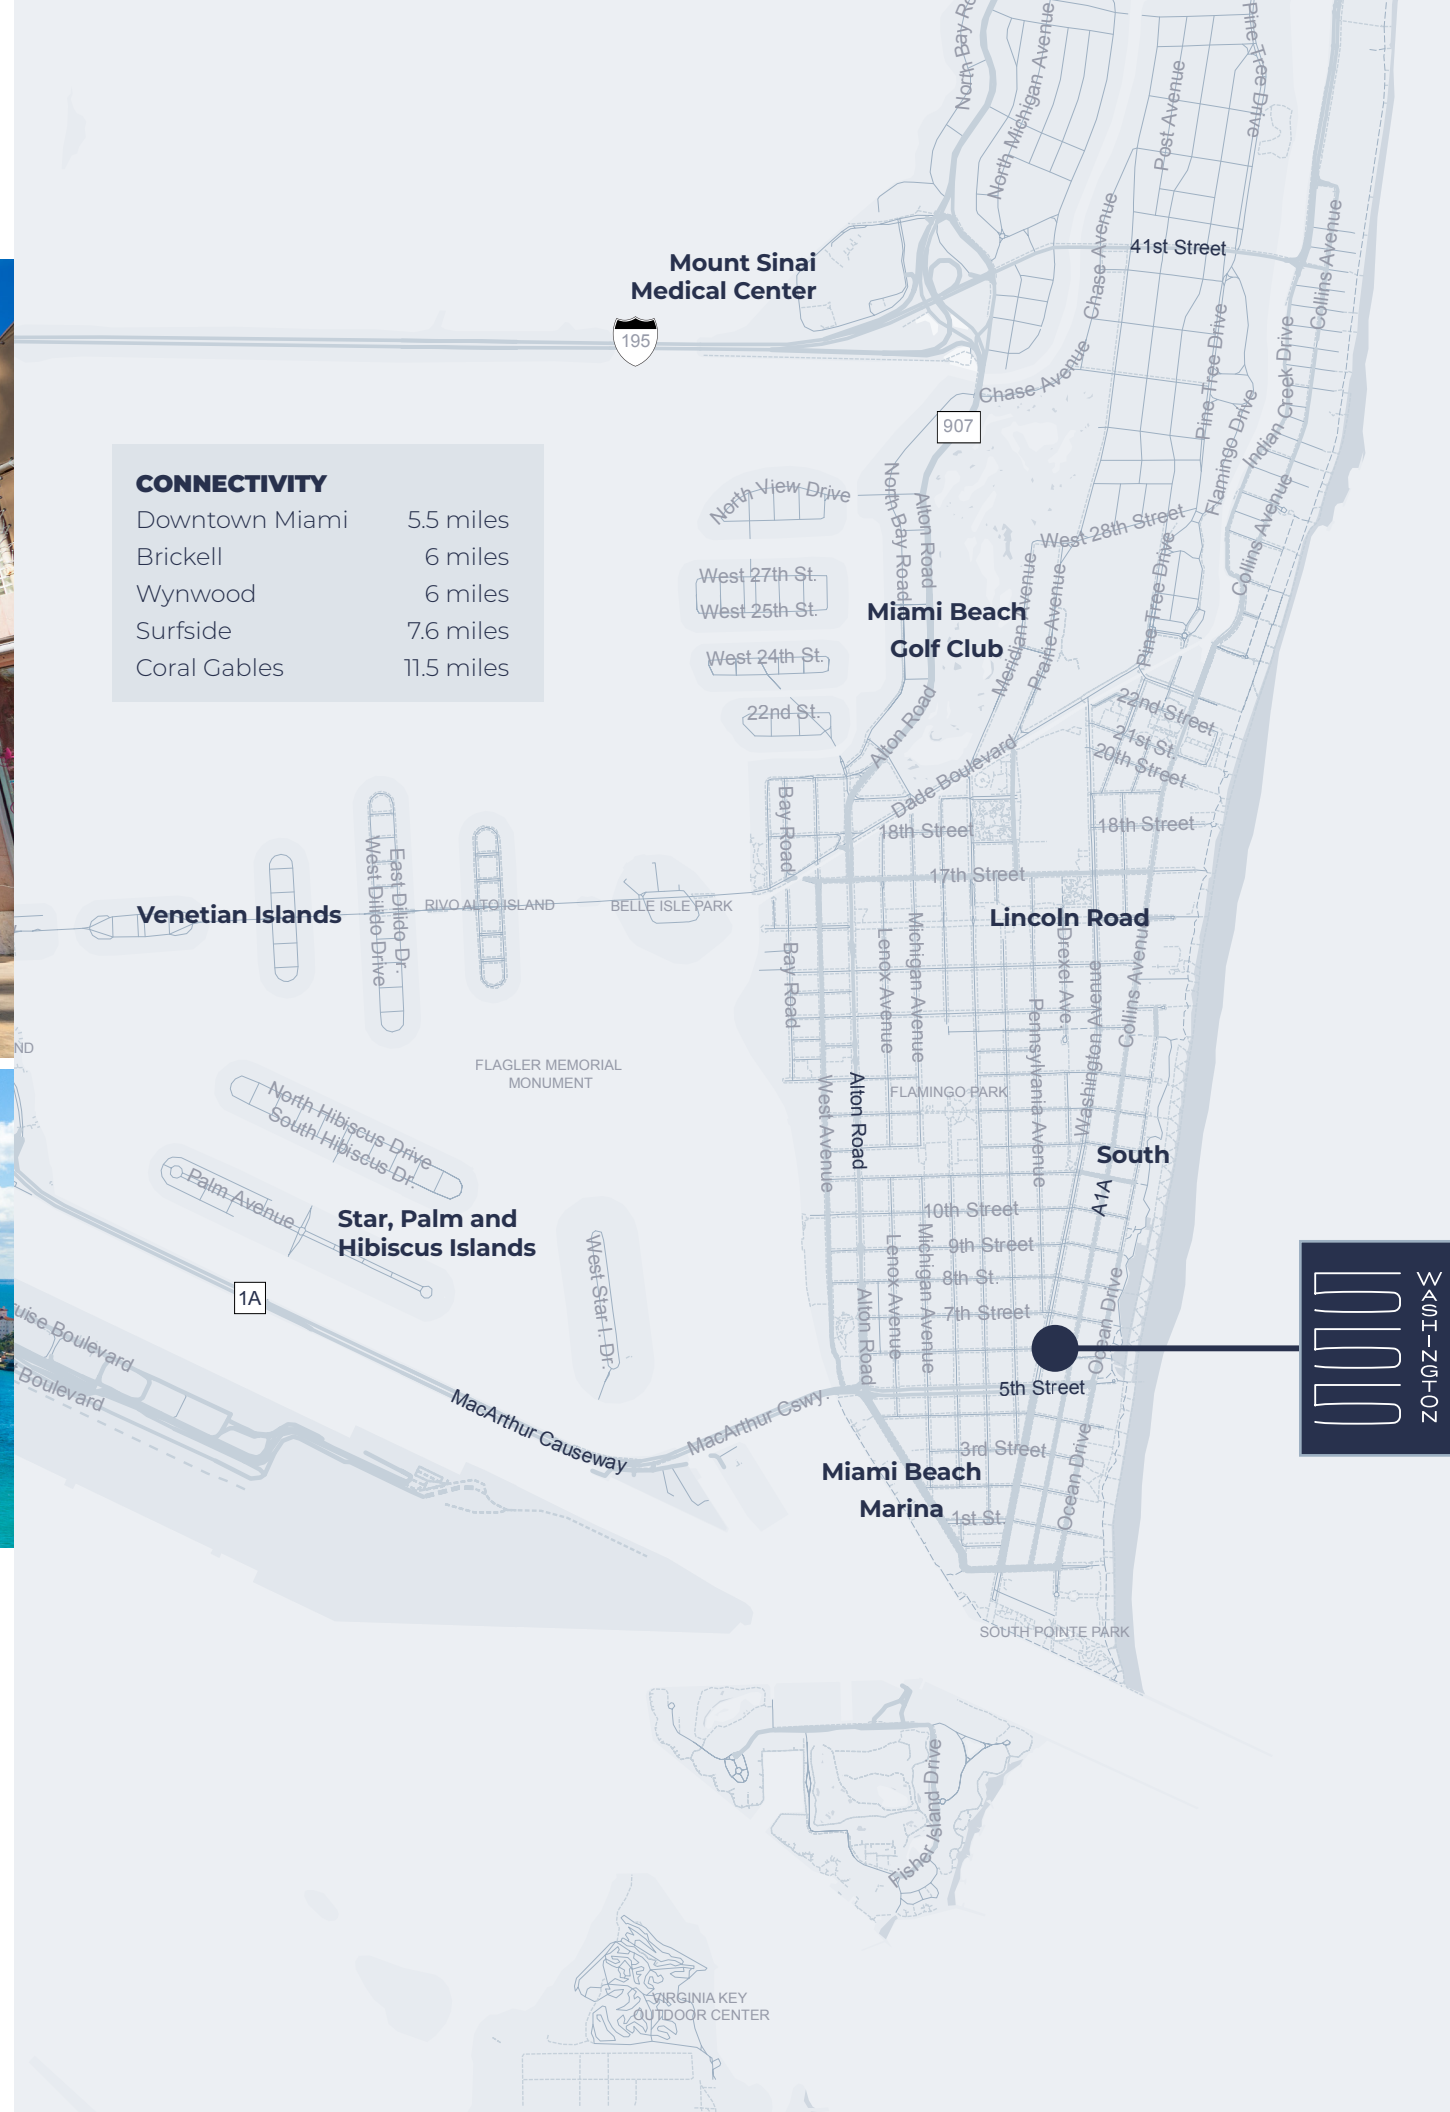 North Bay Ro
North Michigan Avenue
Post Avenue
Pine Tree Drive
Chase Avenue
41st Street
Collins Avenue
Mount Sinai
Medical Center
195
Chase Avenue
907
Pine Tree Drive
Flamingo Drive
Indian Creek Drive
Collins Avenue
CONNECTIVITY
Downtown Miami 5.5 miles
Brickell 6 miles
Wynwood 6 miles
Surfside 7.6 miles
Coral Gables 11.5 miles
North View Drive
North Bay Road
Alton Road
West 28th Street
West 27th St.
West 25th St.
West 24th St.
22nd St.
Miami Beach
Golf Club
Meridian Avenue
Prairie Avenue
Pine Tree Drive
Alton Road
Dade Boulevard
22nd Street
21st St.
20th Street
18th Street
18th Street
17th Street
Bay Road
West Dilido Drive
East Dilido Dr.
RIVO ALTO ISLAND
BELLE ISLE PARK
Venetian Islands
Lincoln Road
Bay Road
Lenox Avenue
Michigan Avenue
Drexel Ave.
Pennsylvania Avenue
Washington Avenue
Collins Avenue
ND
FLAGLER MEMORIAL
MONUMENT
FLAMINGO PARK
West Avenue
Alton Road
North Hibiscus Drive
South Hibiscus Dr.
Palm Avenue
Star, Palm and
Hibiscus Islands
West Star I. Dr.
South
A1A
10th Street
9th Street
8th St.
7th Street
Lenox Avenue
Michigan Avenue
Alton Road
Ocean Drive
WASHINGTON
1A
uise Boulevard
t Boulevard
MacArthur Causeway
MacArthur Cswy.
5th Street
3rd Street
Ocean Drive
Miami Beach
Marina
1st St.
SOUTH POINTE PARK
Fisher Island Drive
VIRGINIA KEY
OUTDOOR CENTER